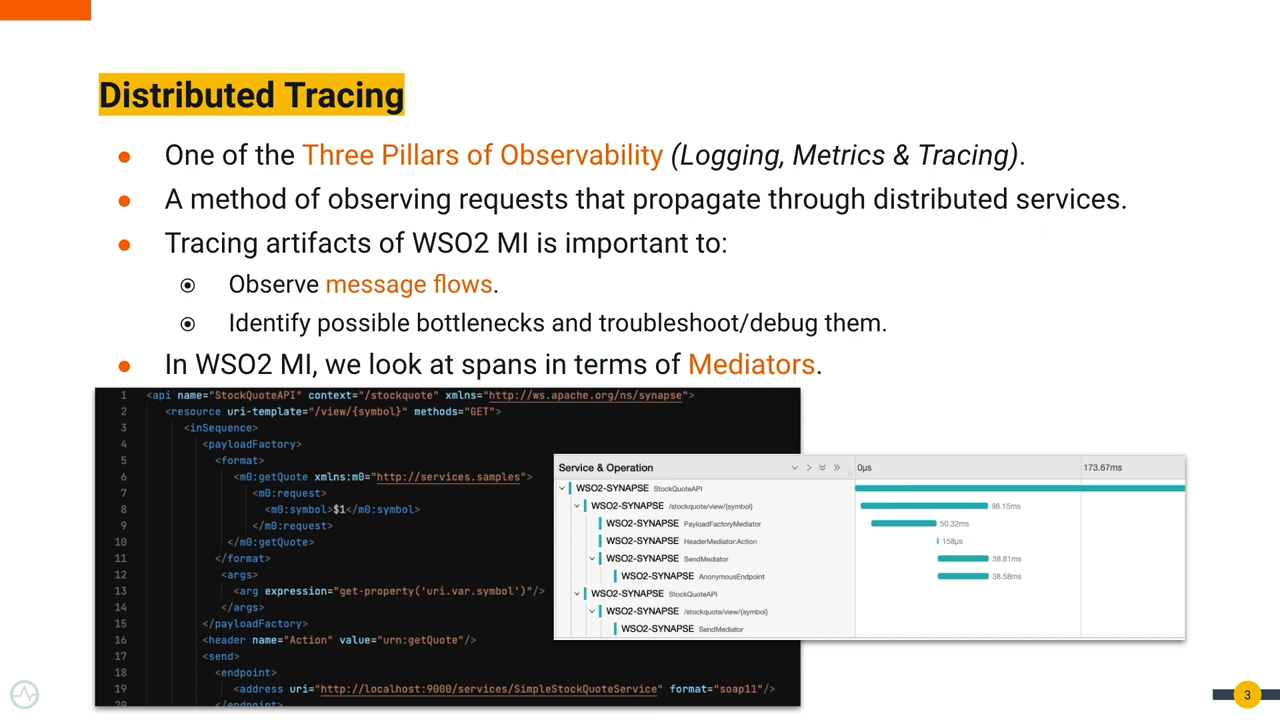 Distributed Tracing
● One of the Three Pillars of Observability (Logging, Metrics & Tracing).
● A method of observing requests that propagate through distributed services.
● Tracing artifacts of WSO2 MI is important to:
Observe message flows.
Identify possible bottlenecks and troubleshoot/debug them.
● In WSO2 MI, we look at spans in terms of Mediators.
1 <api name="StockQuoteAPI" context="/stockquote" xmlns="http://ws.apache.org/ns/synapse">
2 <resource uri-template="/view/{symbol}" methods="GET">
3 <inSequence>
4 <payloadFactory>
5 <format>
6 <m0:getQuote xmlns:m0="http://services.samples">
7 <m0:request>
8 <m0:symbol>$1</m0:symbol>
9 </m0:request>
10 </m0:getQuote>
11 </format>
12 <args>
13 <arg expression="get-property('uri.var.symbol')"/>
14 </args>
15 </payloadFactory>
16 <header name="Action" value="urn:getQuote"/>
17 <send>
18 <endpoint>
19 <address uri="http://localhost:9000/services/SimpleStockQuoteService" format="soap11"/>
20 </endpoint>
Service & Operation 0µs 173.67ms
WSO2-SYNAPSE StockQuoteAPI
WSO2-SYNAPSE /stockquote/view/{symbol} 98.15ms
WSO2-SYNAPSE PayloadFactoryMediator 50.32ms
WSO2-SYNAPSE HeaderMediator:Action 158µs
WSO2-SYNAPSE SendMediator 38.81ms
WSO2-SYNAPSE AnonymousEndpoint 38.58ms
WSO2-SYNAPSE StockQuoteAPI
WSO2-SYNAPSE /stockquote/view/{symbol}
WSO2-SYNAPSE SendMediator
3